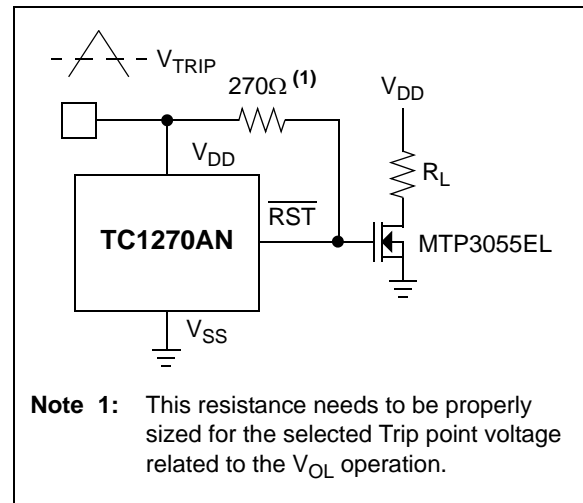 V_TRIP
270Ω (1)
V_DD
V_DD
R_L
R̅S̅T̅
TC1270AN
MTP3055EL
V_SS
Note 1: This resistance needs to be properly
sized for the selected Trip point voltage
related to the V_OL operation.